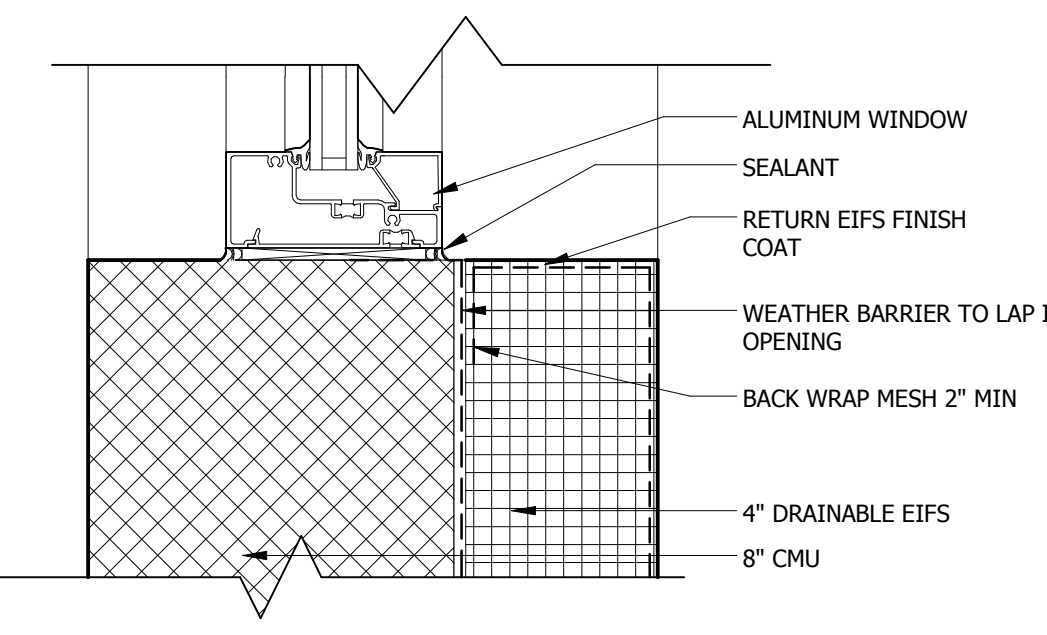 ALUMINUM WINDOW
SEALANT
RETURN EIFS FINISH
COAT
WEATHER BARRIER TO LAP
OPENING
BACK WRAP MESH 2" MIN
4" DRAINABLE EIFS
8" CMU